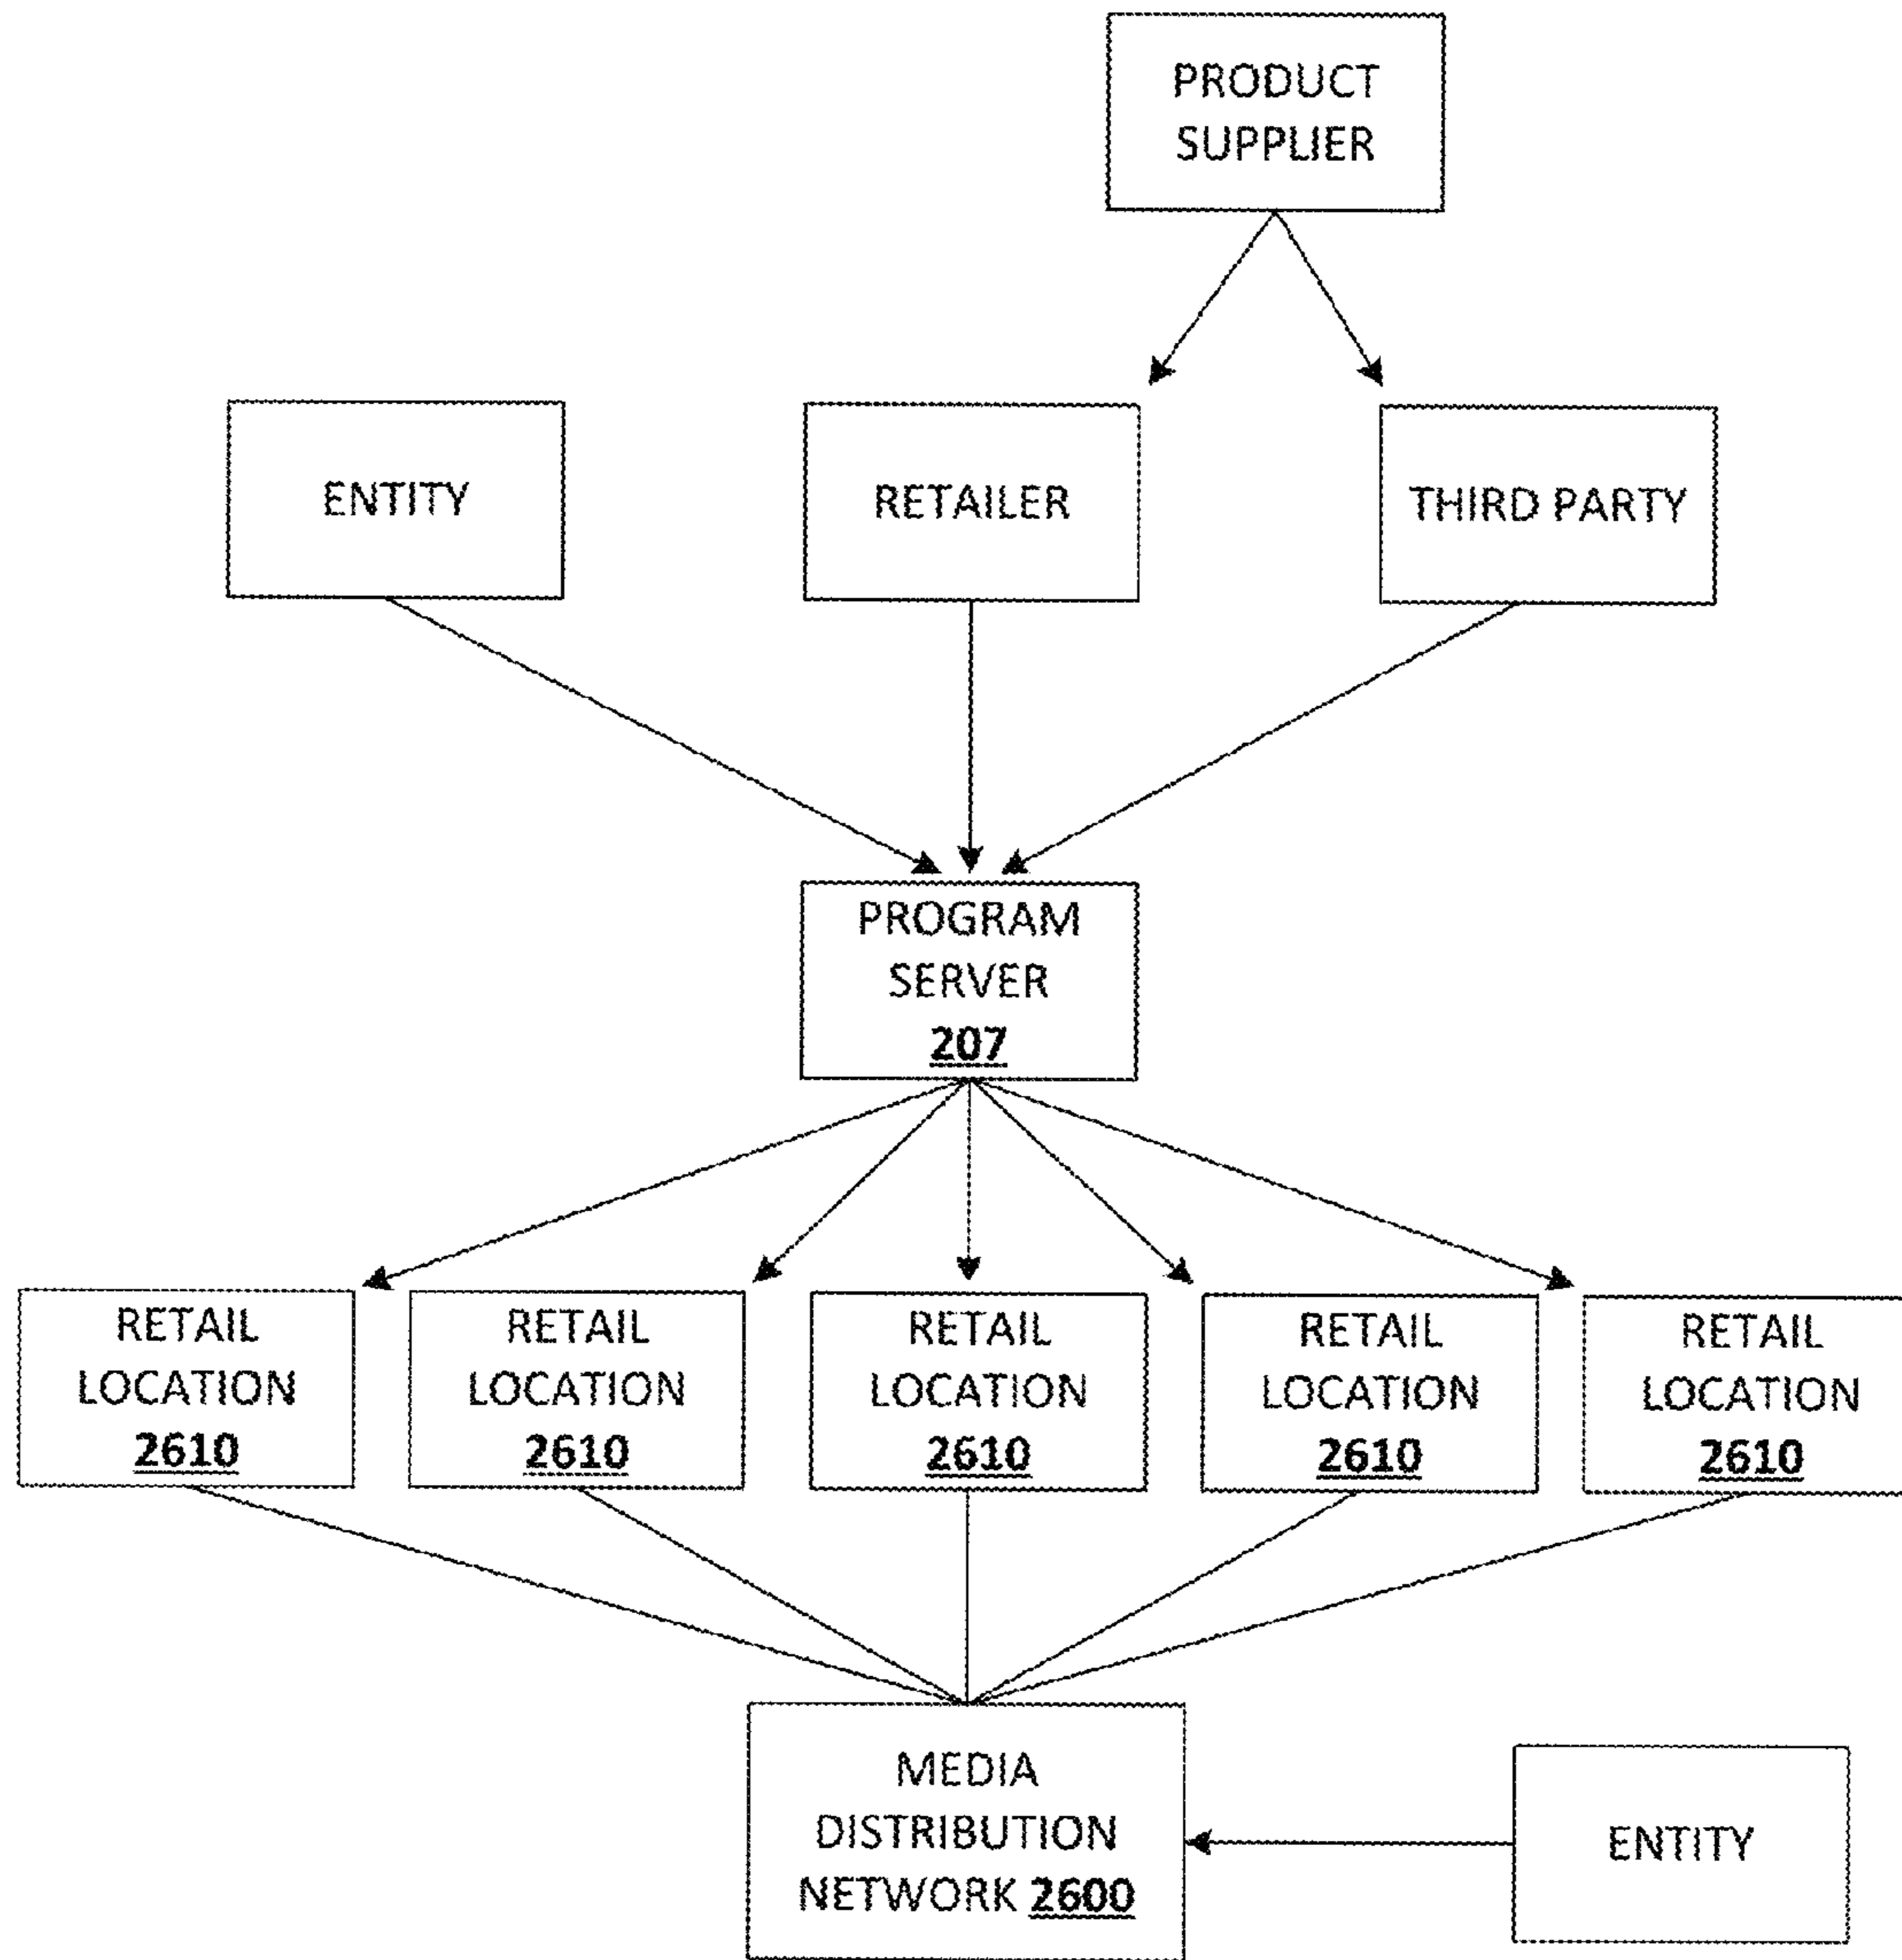 PRODUCT
SUPPLIER
ENTITY
RETAILER
THIRD PARTY
PROGRAM
SERVER
207
RETAIL
LOCATION
2610
RETAIL
LOCATION
2610
RETAIL
LOCATION
2610
RETAIL
LOCATION
2610
RETAIL
LOCATION
2610
MEDIA
DISTRIBUTION
NETWORK 2600
ENTITY